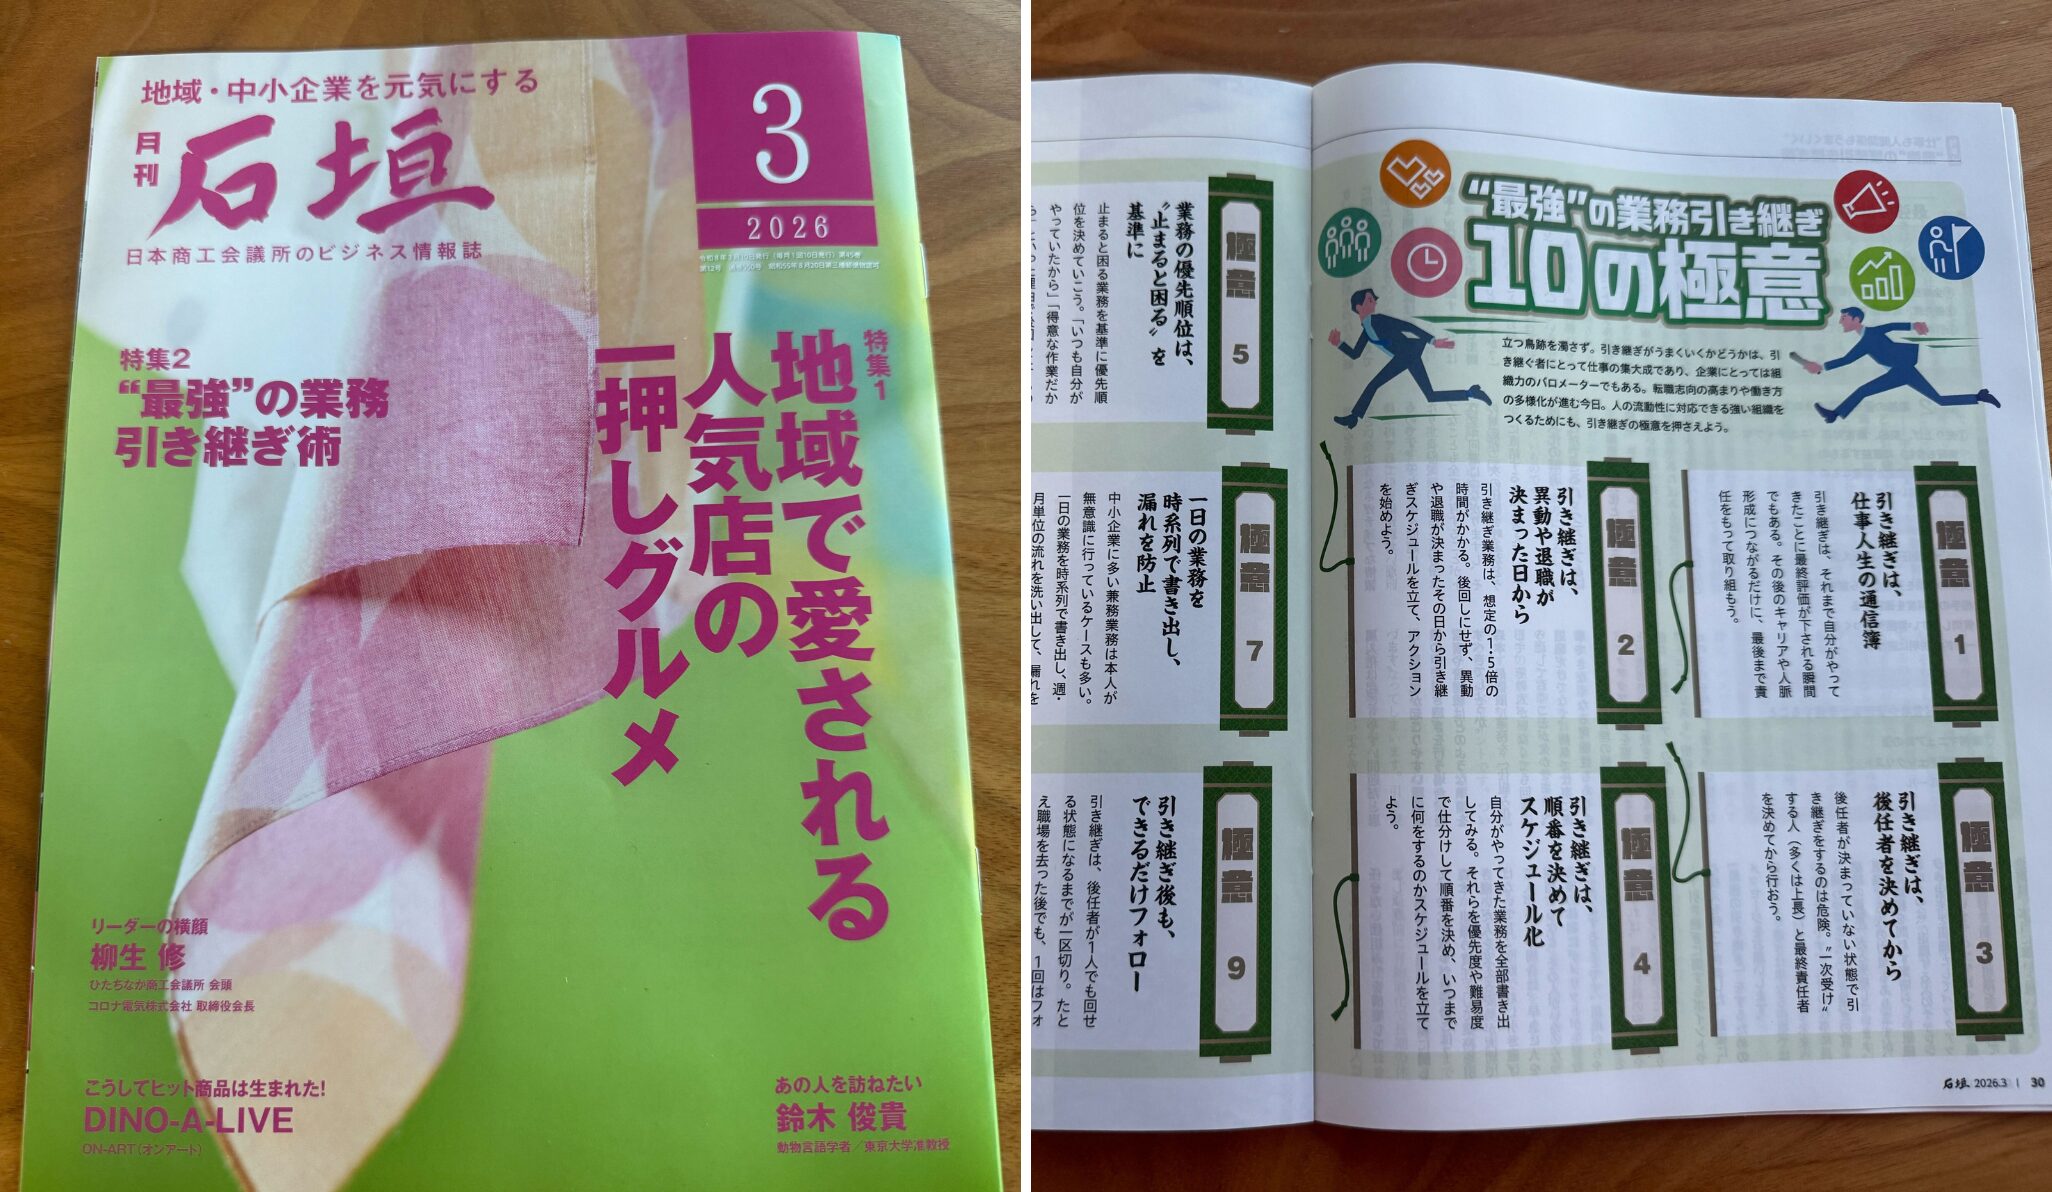 地域・中小企業を元気にする
月刊
石垣
日本商工会議所のビジネス情報誌
3
2026
令和8年3月10日発行（毎月1回10日発行）第45巻
昭和55年8月20日第三種郵便物認可
特集1
地域で愛される
人気店の
一押しグルメ
特集2
“最強”の業務
引き継ぎ術
リーダーの横顔
柳生 修
ひたちなか商工会議所 会頭
コロナ電気株式会社 取締役会長
こうしてヒット商品は生まれた!
DINO-A-LIVE
ON-ART（オンアート）
あの人を訪ねたい
鈴木 俊貴
動物言語学者／東京大学准教授
“最強”の業務引き継ぎ
10の極意
立つ鳥跡を濁さず。引き継ぎがうまくいくかどうかは、引
き継ぐ者にとって仕事の集大成であり、企業にとっては組
織力のバロメーターでもある。転職志向の高まりや働き方
の多様化が進む今日。人の流動性に対応できる強い組織を
つくるためにも、引き継ぎの極意を押さえよう。
極意 1
引き継ぎは、
仕事人生の通信簿
引き継ぎは、それまで自分がやって
きたことに最終評価が下される瞬間
でもある。その後のキャリアや人脈
形成につながるだけに、最後まで責
任をもって取り組もう。
極意 2
引き継ぎは、
異動や退職が
決まった日から
引き継ぎ業務は、想定の1.5倍の
時間がかかる。後回しにせず、異動
や退職が決まったその日から引き継
ぎスケジュールを立て、アクション
を始めよう。
極意 3
引き継ぎは、
後任者を決めてから
後任者が決まっていない状態で引
き継ぎをするのは危険。〝一次受け〟
する人（多くは上長）と最終責任者
を決めてから行おう。
極意 4
引き継ぎは、
順番を決めて
スケジュール化
自分がやってきた業務を全部書き出
してみる。それらを優先度や難易度
で仕分けして順番を決め、いつまで
に何をするのかスケジュールを立て
よう。
極意 5
業務の優先順位は、
〝止まると困る〟を
基準に
止まると困る業務を基準に優先順
位を決めていこう。「いつも自分が
やっていたから」「得意な作業だか
極意 7
一日の業務を
時系列で書き出し、
漏れを防止
中小企業に多い兼務業務は本人が
無意識に行っているケースも多い。
一日の業務を時系列で書き出し、週・
月単位の流れを洗い出して、漏れを
極意 9
引き継ぎ後も、
できるだけフォロー
引き継ぎは、後任者が1人でも回せ
る状態になるまでが一区切り。たと
え職場を去った後でも、1回はフォ
石垣 2026.3 | 30